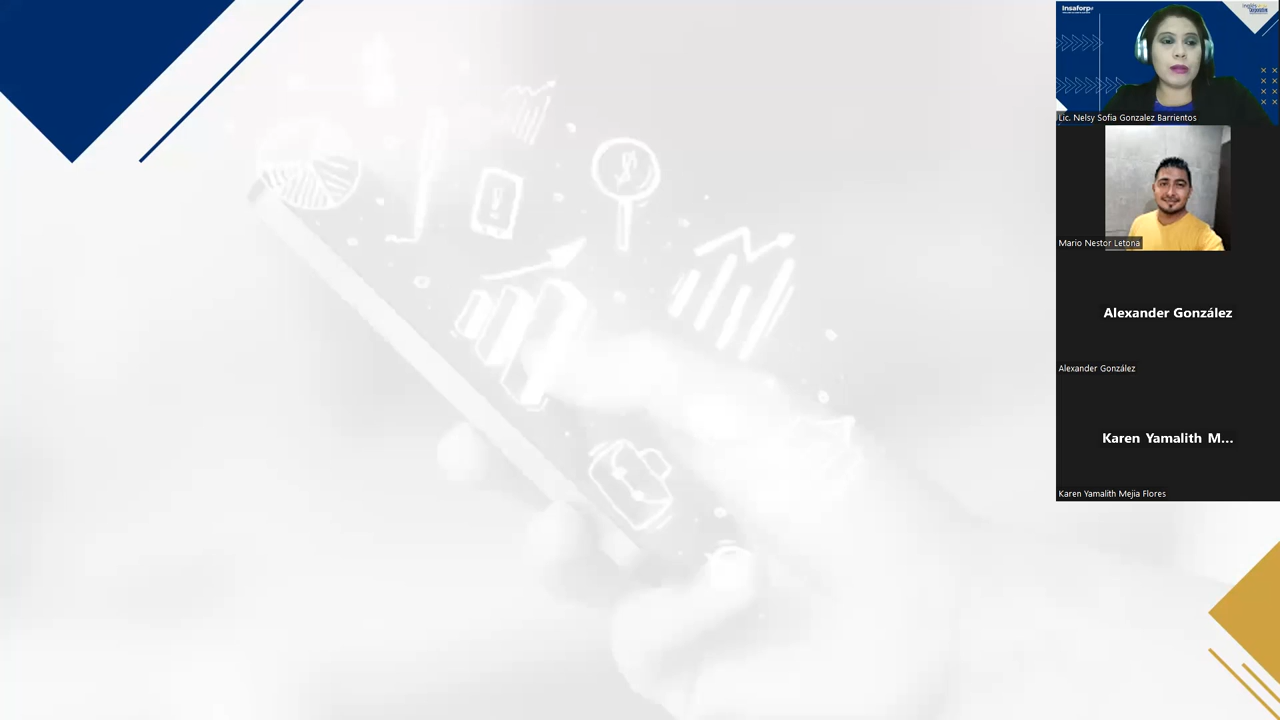 Insaforp
Inglés
Lic. Nelsy Sofia Gonzalez Barrientos
Mario Nestor Letona
Alexander González
Alexander González
Karen Yamalith M...
Karen Yamalith Mejia Flores